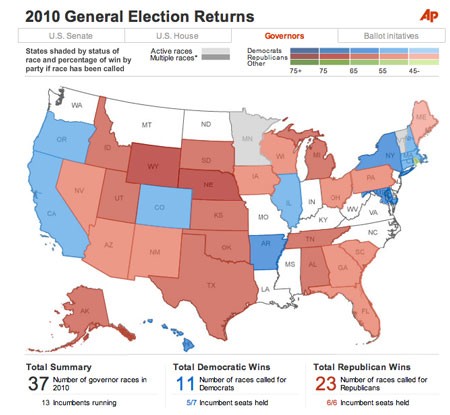 2010 General Election Returns
AP
U.S. Senate
U.S. House
Governors
Ballot Initiatives
States shaded by status of
race and percentage of win by
party if race has been called
Active races
Multiple races*
Democrats
Republicans
Other
75+ 75 65 55 45-
WA
MT
ND
MN
ME
OR
ID
SD
WI
MI
NY
WY
IA
PA
NV
NE
IL
IN
OH
UT
CO
CA
KS
MO
KY
WV
VA
AZ
NM
OK
AR
TN
NC
SC
TX
MS
AL
GA
LA
FL
AK
HI
Total Summary
37 Number of governor races in
2010
13 Incumbents running
Total Democratic Wins
11 Number of races called for
Democrats
5/7 Incumbent seats held
Total Republican Wins
23 Number of races called for
Republicans
6/6 Incumbent seats held